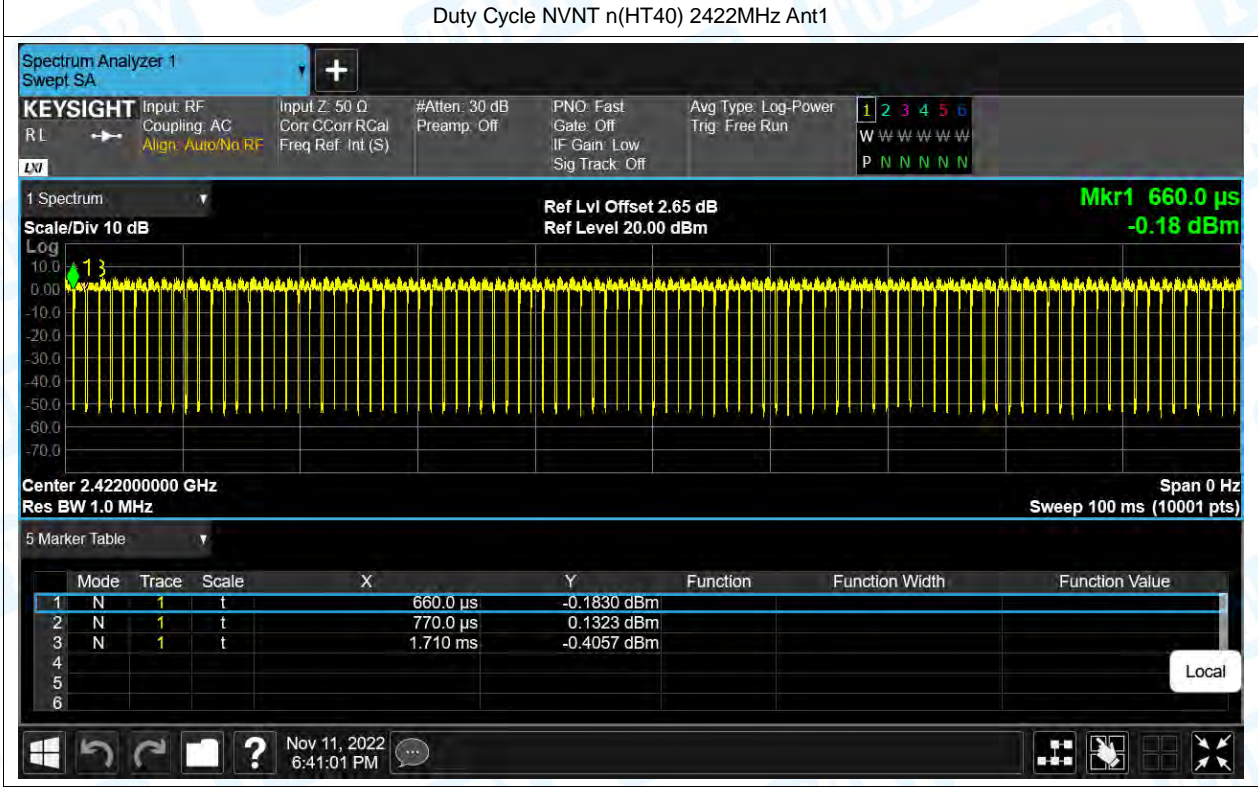 Duty Cycle NVNT n(HT40) 2422MHz Ant1
Spectrum Analyzer 1
Swept SA
KEYSIGHT
R L
LXI
Input: RF
Coupling: AC
Align: Auto/No RF
Input Z: 50 Ω
Corr CCorr RCal
Freq Ref: Int (S)
#Atten: 30 dB
Preamp: Off
PNO: Fast
Gate: Off
IF Gain: Low
Sig Track: Off
Avg Type: Log-Power
Trig: Free Run
1 2 3 4 5 6
W W W W W W
P N N N N N
1 Spectrum
Scale/Div 10 dB
Ref Lvl Offset 2.65 dB
Ref Level 20.00 dBm
Mkr1 660.0 µs
-0.18 dBm
Log
10.0
0.00
-10.0
-20.0
-30.0
-40.0
-50.0
-60.0
-70.0
1 3
Center 2.422000000 GHz
Res BW 1.0 MHz
Span 0 Hz
Sweep 100 ms (10001 pts)
5 Marker Table
Mode Trace Scale X Y Function Function Width Function Value
1 N 1 t 660.0 µs -0.1830 dBm
2 N 1 t 770.0 µs 0.1323 dBm
3 N 1 t 1.710 ms -0.4057 dBm
4
5
6
Local
Nov 11, 2022
6:41:01 PM